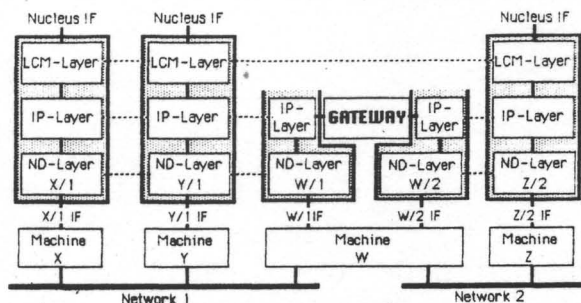 Nucleus IF
Nucleus IF
Nucleus IF
LCM-Layer
LCM-Layer
LCM-Layer
IP-Layer
IP-Layer
IP-
Layer
GATEWAY
IP-
Layer
IP-Layer
ND-Layer
X/1
ND-Layer
Y/1
ND-Layer
W/1
ND-Layer
W/2
ND-Layer
Z/2
X/1 IF
Y/1 IF
W/1IF
W/2 IF
Z/2 IF
Machine
X
Machine
Y
Machine
W
Machine
Z
Network 1
Network 2